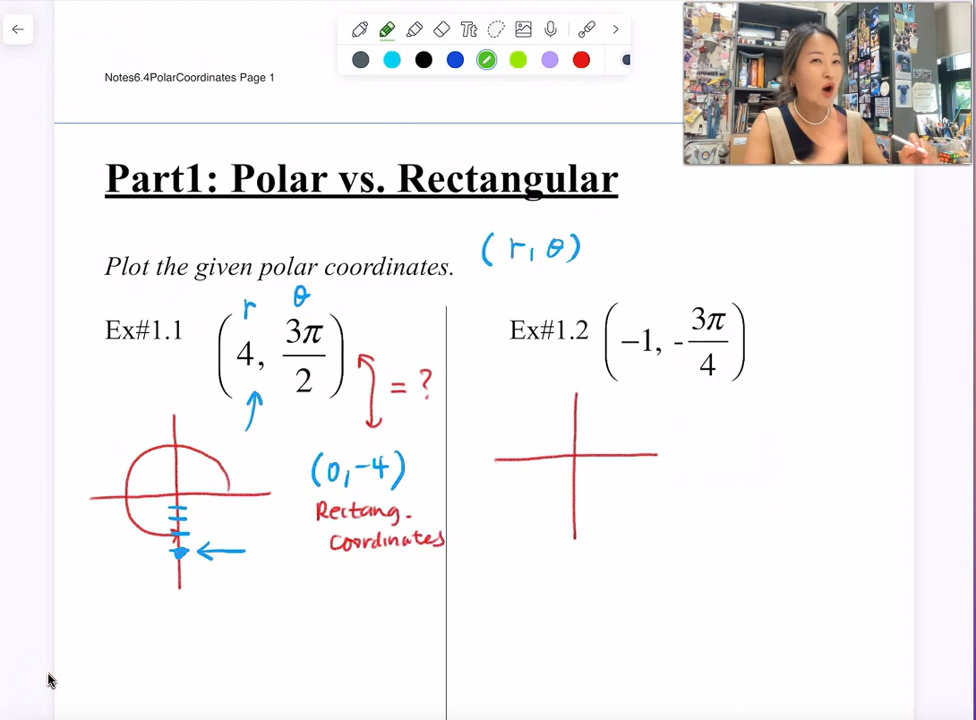 Tt
Notes6.4PolarCoordinates Page 1
Part1: Polar vs. Rectangular
Plot the given polar coordinates. (r, θ)
r θ
Ex#1.1 (4, 3π/2)
= ?
(0,-4)
Rectang.
Coordinates
Ex#1.2 (−1, -3π/4)